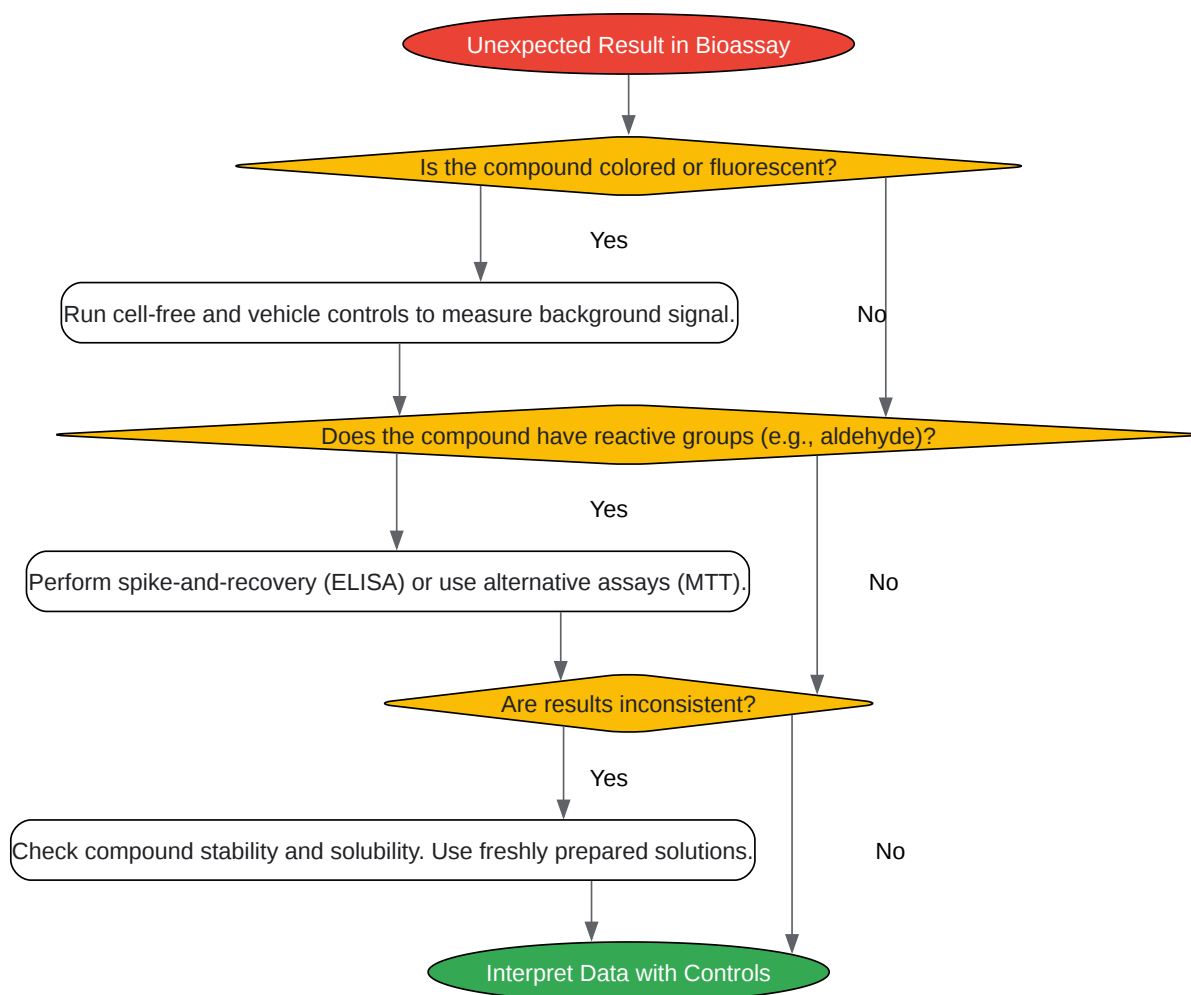 Unexpected Result in Bioassay
Is the compound colored or fluorescent?
Yes
Run cell-free and vehicle controls to measure background signal.
No
Does the compound have reactive groups (e.g., aldehyde)?
Yes
Perform spike-and-recovery (ELISA) or use alternative assays (MTT).
No
Are results inconsistent?
Yes
Check compound stability and solubility. Use freshly prepared solutions.
No
Interpret Data with Controls